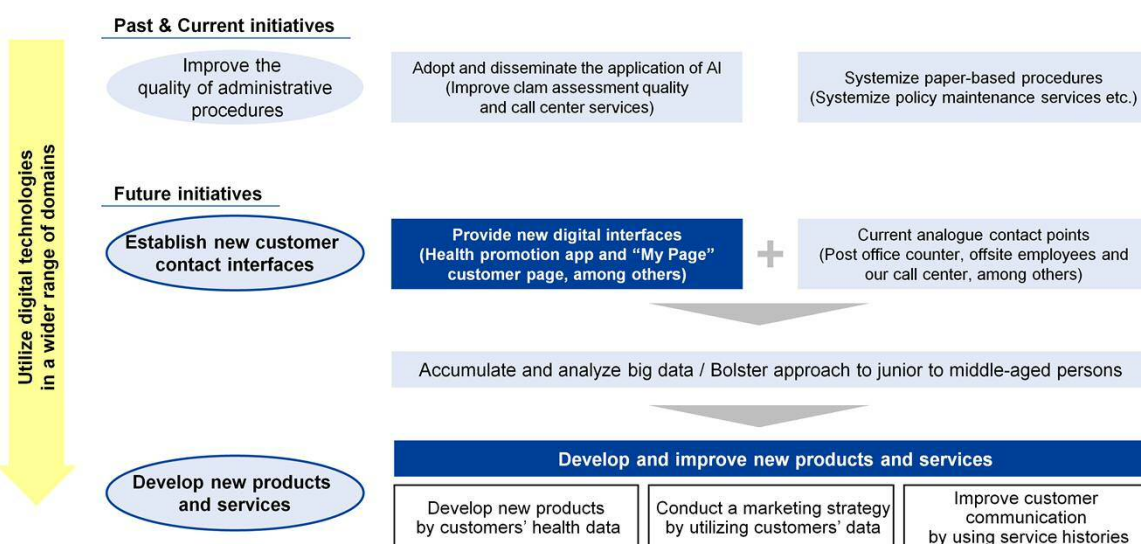 Past & Current initiatives
Improve the
quality of administrative
procedures
Adopt and disseminate the application of AI
(Improve clam assessment quality
and call center services)
Systemize paper-based procedures
(Systemize policy maintenance services etc.)
Utilize digital technologies
in a wider range of domains
Future initiatives
Establish new customer
contact interfaces
Provide new digital interfaces
(Health promotion app and “My Page”
customer page, among others)
+
Current analogue contact points
(Post office counter, offsite employees and
our call center, among others)
Accumulate and analyze big data / Bolster approach to junior to middle-aged persons
Develop new products
and services
Develop and improve new products and services
Develop new products
by customers’ health data
Conduct a marketing strategy
by utilizing customers’ data
Improve customer
communication
by using service histories